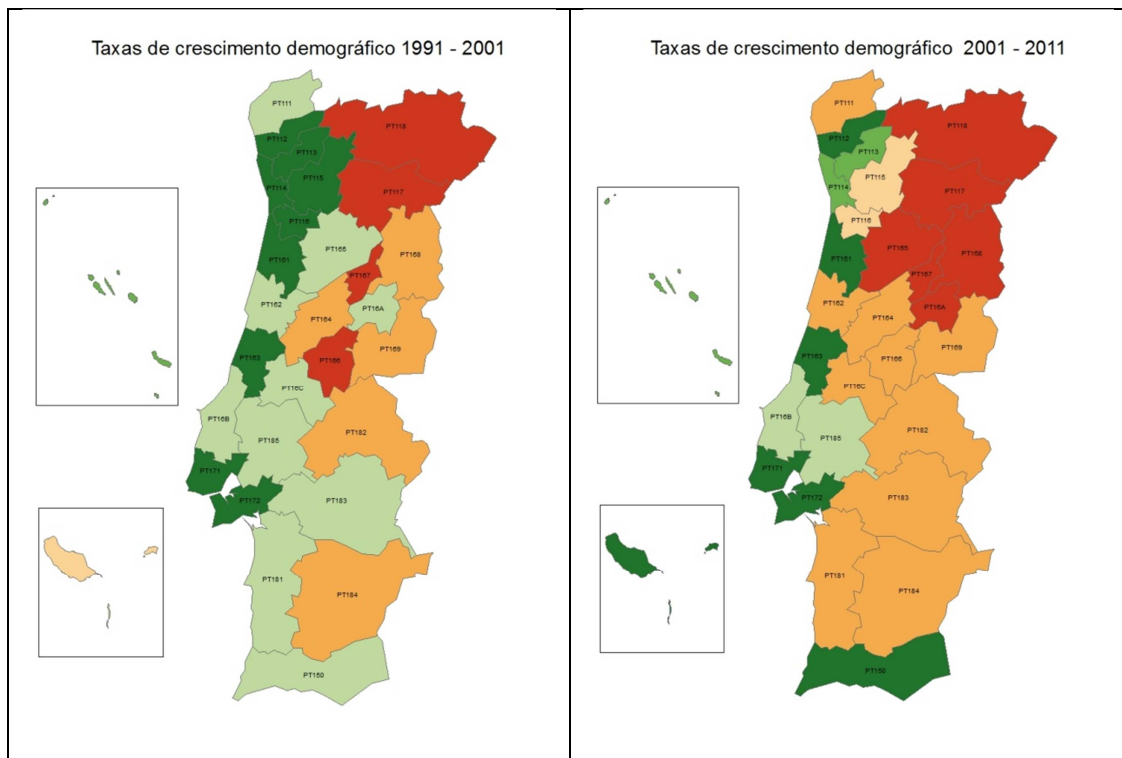 Taxas de crescimento demográfico 1991 - 2001
PT111
PT118
PT112
PT113
PT114
PT115
PT117
PT116
PT161
PT165
PT168
PT167
PT162
PT164
PT16A
PT163
PT166
PT169
PT16C
PT16B
PT185
PT182
PT171
PT172
PT183
PT181
PT184
PT150
Taxas de crescimento demográfico 2001 - 2011
PT111
PT118
PT112
PT113
PT114
PT115
PT117
PT116
PT161
PT165
PT168
PT167
PT162
PT164
PT16A
PT163
PT166
PT169
PT16C
PT16B
PT185
PT182
PT171
PT172
PT183
PT181
PT184
PT150